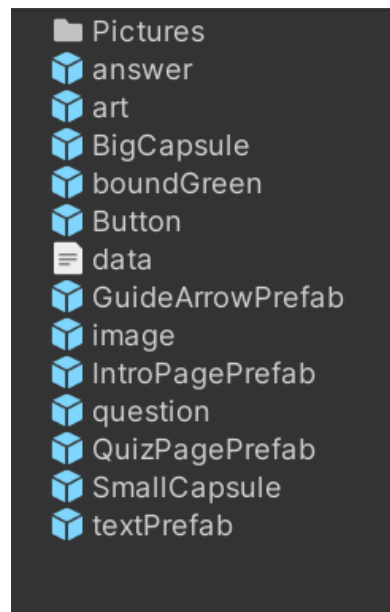 Pictures
answer
art
BigCapsule
boundGreen
Button
data
GuideArrowPrefab
image
IntroPagePrefab
question
QuizPagePrefab
SmallCapsule
textPrefab